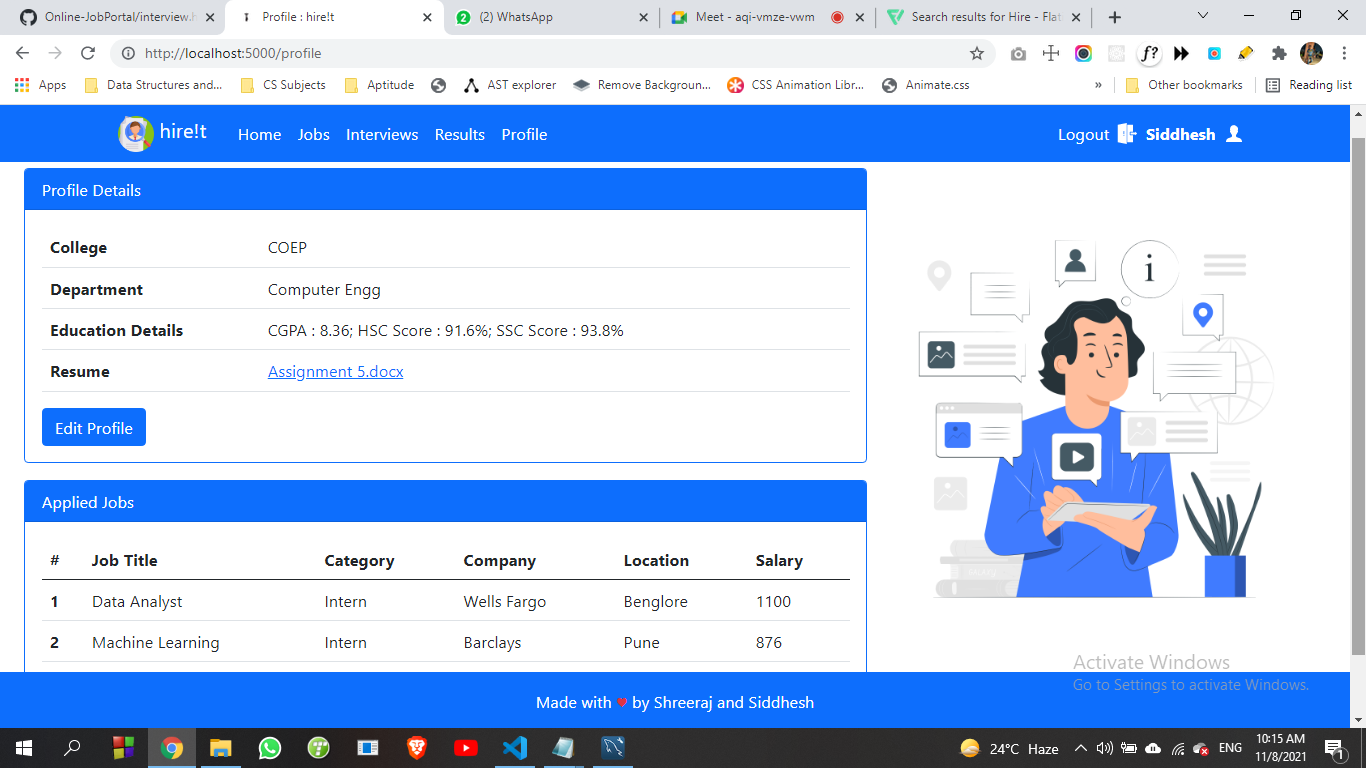 Online-JobPortal/interview.h
Profile : hire!t
2 (2) WhatsApp
Meet - aqi-vmze-vwm
Search results for Hire - Flat
http://localhost:5000/profile
f?
Apps
Data Structures and...
CS Subjects
Aptitude
AST explorer
Remove Backgroun...
CSS Animation Libr...
Animate.css
»
Other bookmarks
Reading list
hire!t
Home Jobs Interviews Results Profile
Logout Siddhesh
Profile Details
College COEP
Department Computer Engg
Education Details CGPA : 8.36; HSC Score : 91.6%; SSC Score : 93.8%
Resume Assignment 5.docx
Edit Profile
i
Applied Jobs
# Job Title Category Company Location Salary
1 Data Analyst Intern Wells Fargo Benglore 1100
2 Machine Learning Intern Barclays Pune 876
Activate Windows
Go to Settings to activate Windows.
Made with ❤ by Shreeraj and Siddhesh
24°C Haze
ENG
10:15 AM
11/8/2021
1